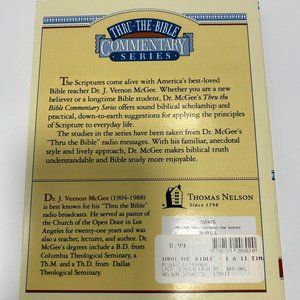 THRU·THE·BIBLE
COMMENTARY
SERIES
The Scriptures come alive with America's best-loved
Bible teacher Dr. J. Vernon McGee. Whether you are a new
believer or a longtime Bible student, Dr. McGee's Thru the
Bible Commentary Series offers sound biblical scholarship and
practical, down-to-earth suggestions for applying the principles
of Scripture to everyday life.
The studies in the series have been taken from Dr. McGee's
"Thru the Bible" radio messages. With his familiar, anecdotal
style and lively approach, Dr. McGee makes biblical truth
understandable and Bible study more enjoyable.
Dr. J. Vernon McGee (1904-1988)
is best known for his "Thru the Bible"
radio broadcasts. He served as pastor of
the Church of the Open Door in Los
Angeles for twenty-one years and was
also a teacher, lecturer, and author. Dr.
McGee's degrees include a B.D. from
Columbia Theological Seminary, a
Th.M. and a Th.D. from Dallas
Theological Seminary.
THOMAS NELSON
Since 1798
8.99
THRU THE BIBLE